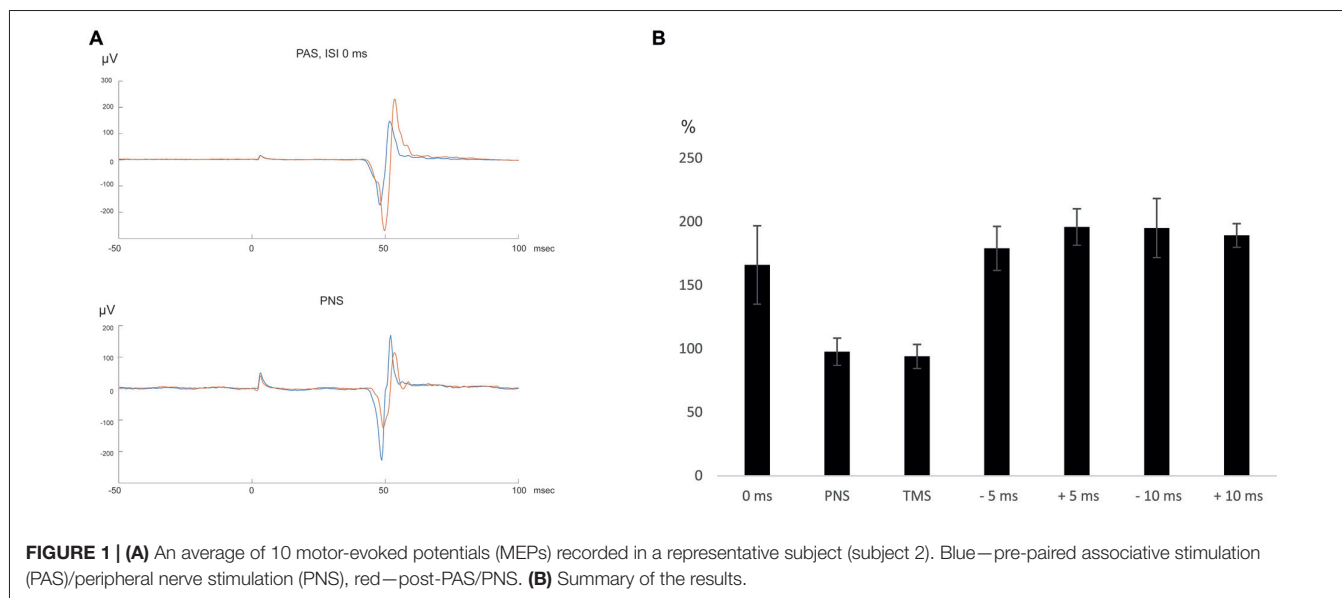 A
PAS, ISI 0 ms
µV
300
200
100
0
-100
-200
-50
0
50
100 msec
PNS
µV
200
100
0
-100
-200
-50
0
50
100 msec
B
%
250
200
150
100
50
0
0 ms PNS TMS - 5 ms + 5 ms - 10 ms + 10 ms
FIGURE 1 | (A) An average of 10 motor-evoked potentials (MEPs) recorded in a representative subject (subject 2). Blue—pre-paired associative stimulation
(PAS)/peripheral nerve stimulation (PNS), red—post-PAS/PNS. (B) Summary of the results.